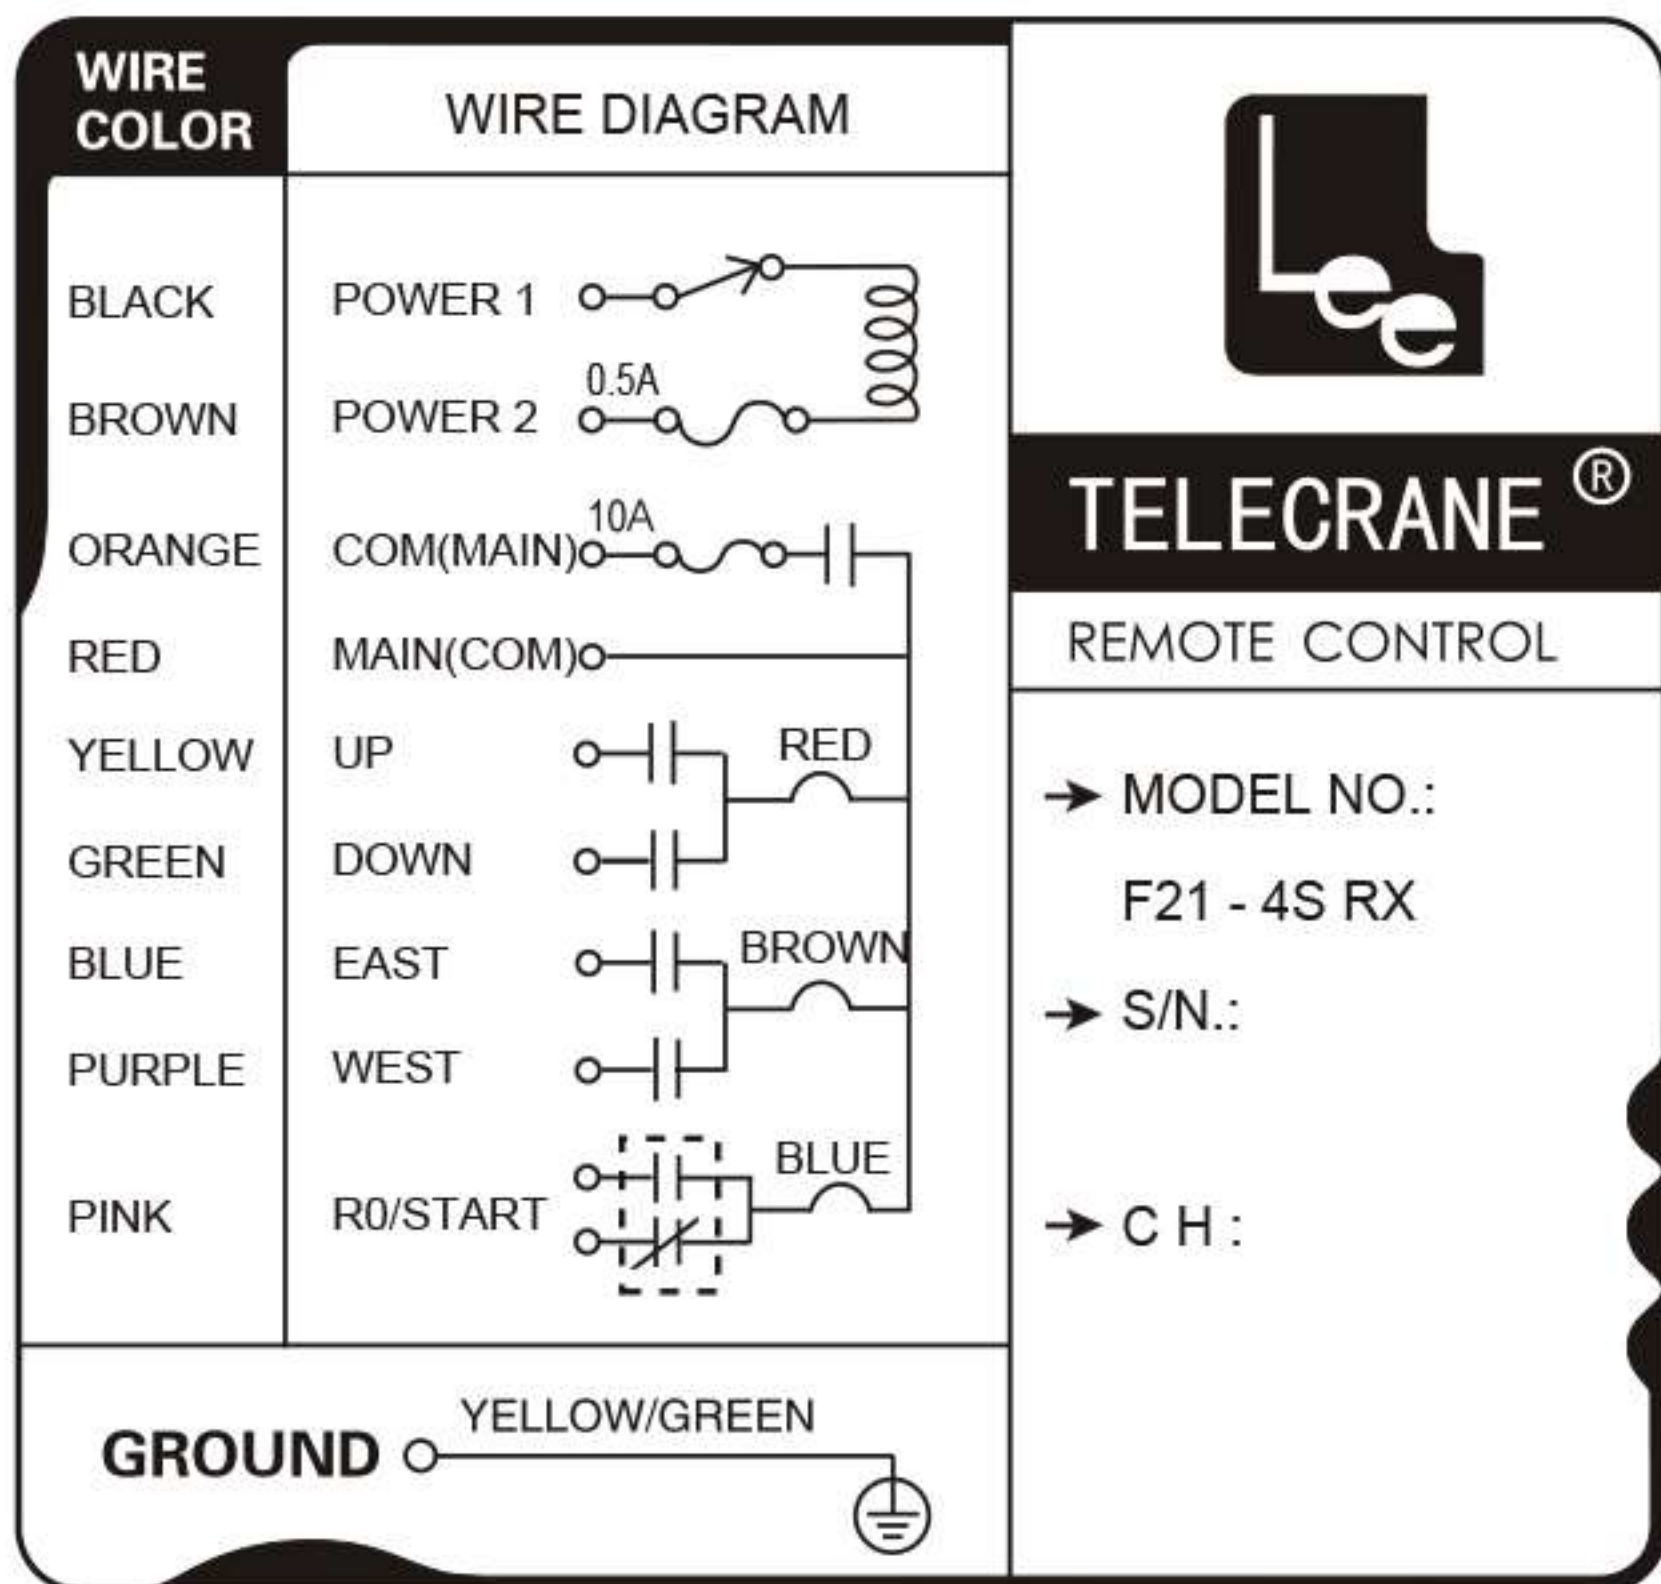 WIRE
COLOR
WIRE DIAGRAM
BLACK POWER 1
0.5A
BROWN POWER 2
10A
ORANGE COM(MAIN)
RED MAIN(COM)
YELLOW UP RED
GREEN DOWN
BLUE EAST BROWN
PURPLE WEST
BLUE
PINK R0/START
YELLOW/GREEN
GROUND
Lee
TELECRANE ®
REMOTE CONTROL
→ MODEL NO.:
F21 - 4S RX
→ S/N.:
→ C H :